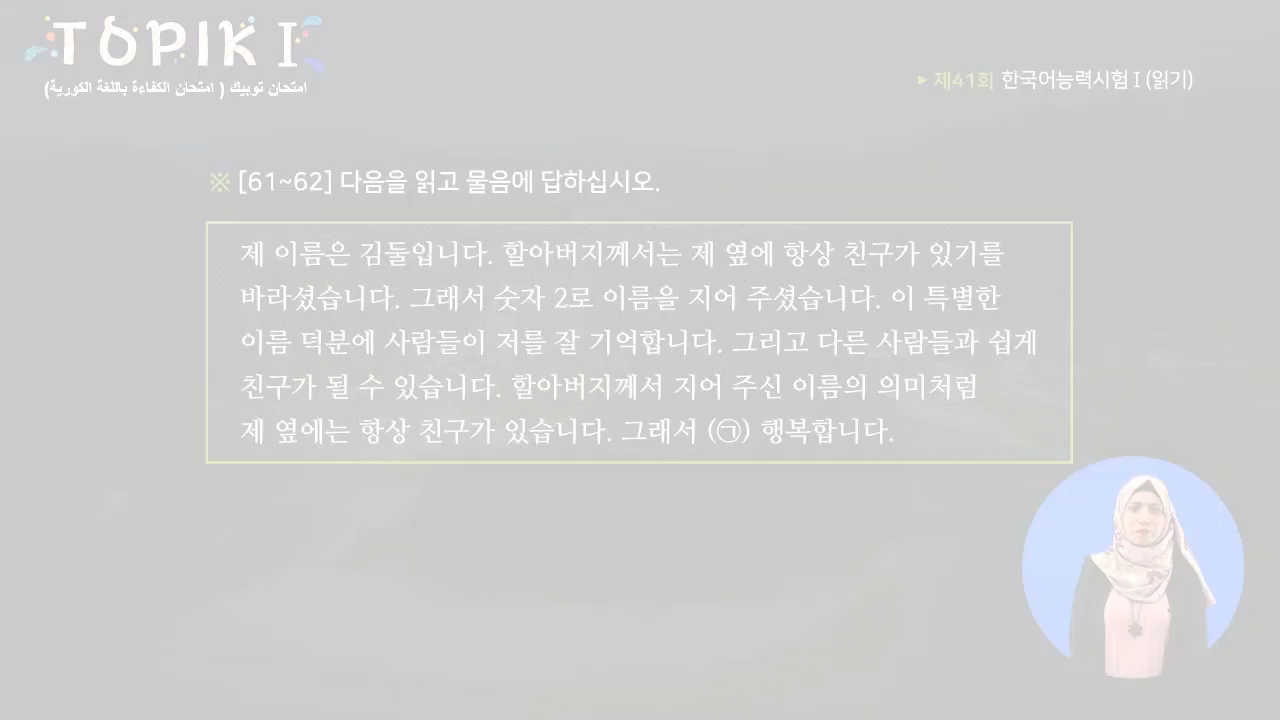 TOPIK I
امتحان توبيك ( امتحان الكفاءة باللغة الكورية)
▸ 제41회 한국어능력시험 I (읽기)
※ [61~62] 다음을 읽고 물음에 답하십시오.
제 이름은 김둘입니다. 할아버지께서는 제 옆에 항상 친구가 있기를
바라셨습니다. 그래서 숫자 2로 이름을 지어 주셨습니다. 이 특별한
이름 덕분에 사람들이 저를 잘 기억합니다. 그리고 다른 사람들과 쉽게
친구가 될 수 있습니다. 할아버지께서 지어 주신 이름의 의미처럼
제 옆에는 항상 친구가 있습니다. 그래서 (㉠) 행복합니다.